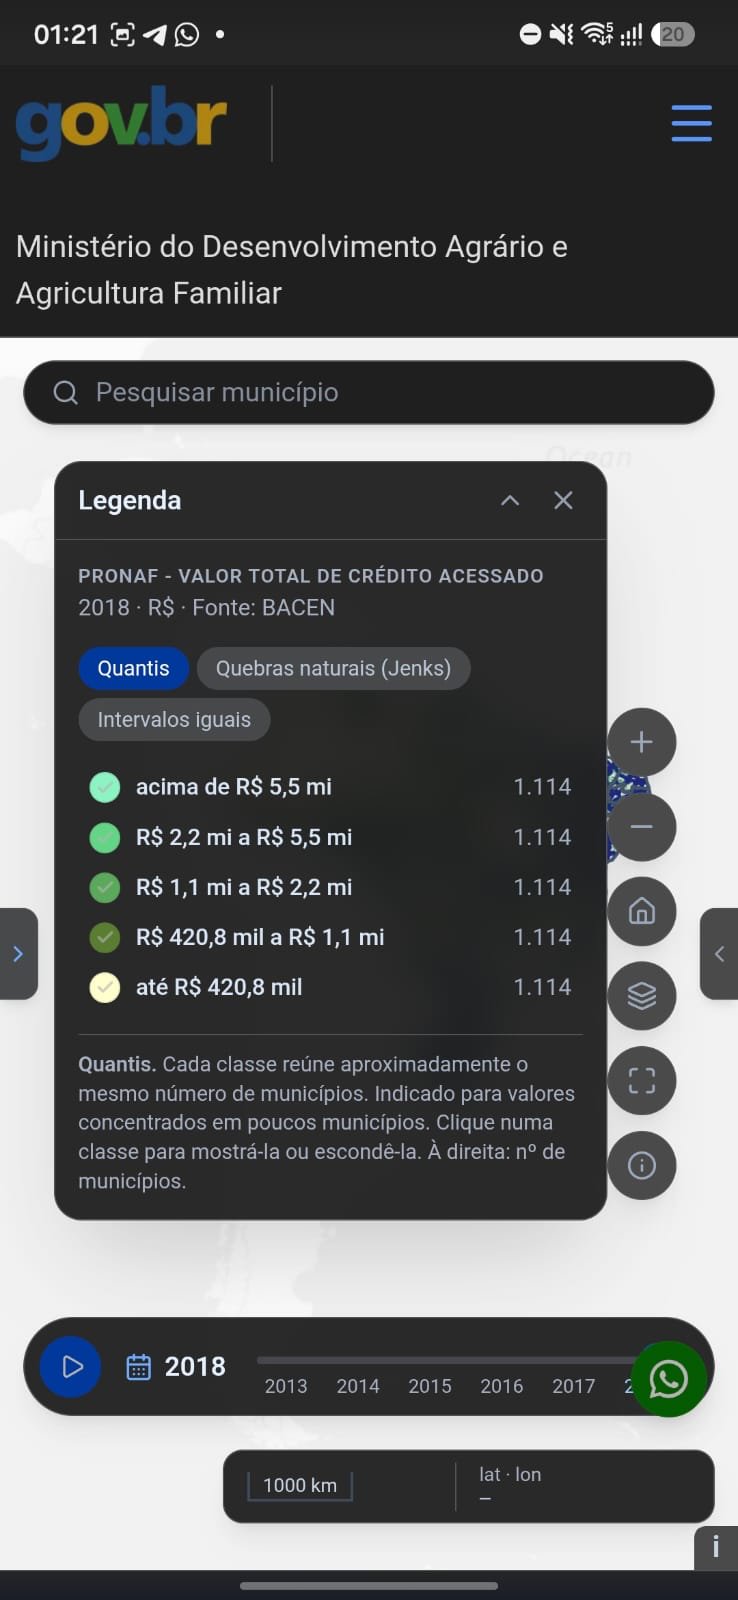 01:21
5
20
gov.br
Ministério do Desenvolvimento Agrário e
Agricultura Familiar
Pesquisar município
Ocean
Legenda
PRONAF - VALOR TOTAL DE CRÉDITO ACESSADO
2018 · R$ · Fonte: BACEN
Quantis
Quebras naturais (Jenks)
Intervalos iguais
acima de R$ 5,5 mi 1.114
R$ 2,2 mi a R$ 5,5 mi 1.114
R$ 1,1 mi a R$ 2,2 mi 1.114
R$ 420,8 mil a R$ 1,1 mi 1.114
até R$ 420,8 mil 1.114
Quantis. Cada classe reúne aproximadamente o
mesmo número de municípios. Indicado para valores
concentrados em poucos municípios. Clique numa
classe para mostrá-la ou escondê-la. À direita: nº de
municípios.
2018
2013 2014 2015 2016 2017 2
1000 km
lat · lon
–
i